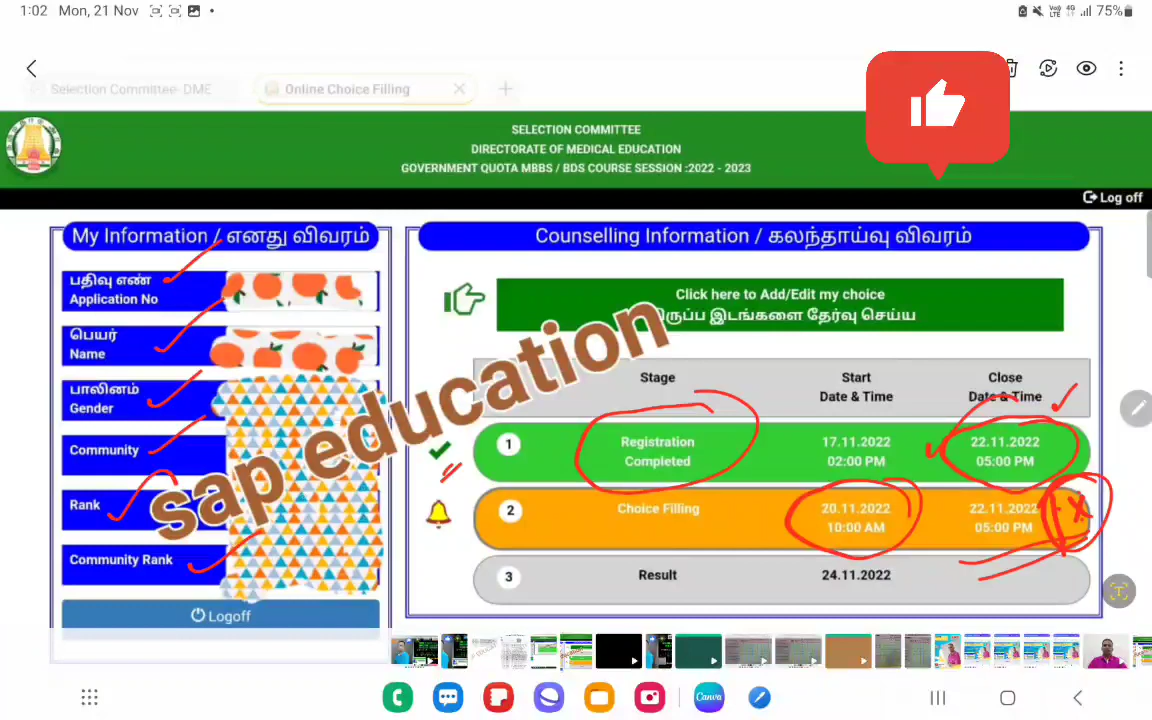 1:02 Mon, 21 Nov
VoD LTE 4G 75%
Selection Committee- DME
Online Choice Filling
SELECTION COMMITTEE
DIRECTORATE OF MEDICAL EDUCATION
GOVERNMENT QUOTA MBBS / BDS COURSE SESSION :2022 - 2023
Log off
My Information / எனது விவரம்
பதிவு எண்
Application No
பெயர்
Name
பாலினம்
Gender
Community
Rank
Community Rank
Logoff
Counselling Information / கலந்தாய்வு விவரம்
Click here to Add/Edit my choice
இடங்களை தேர்வு செய்ய
Stage Start Date & Time Close Date & Time
1 Registration Completed 17.11.2022 02:00 PM 22.11.2022 05:00 PM
2 Choice Filling 20.11.2022 10:00 AM 22.11.2022 05:00 PM
3 Result 24.11.2022
sap education
T
Canva